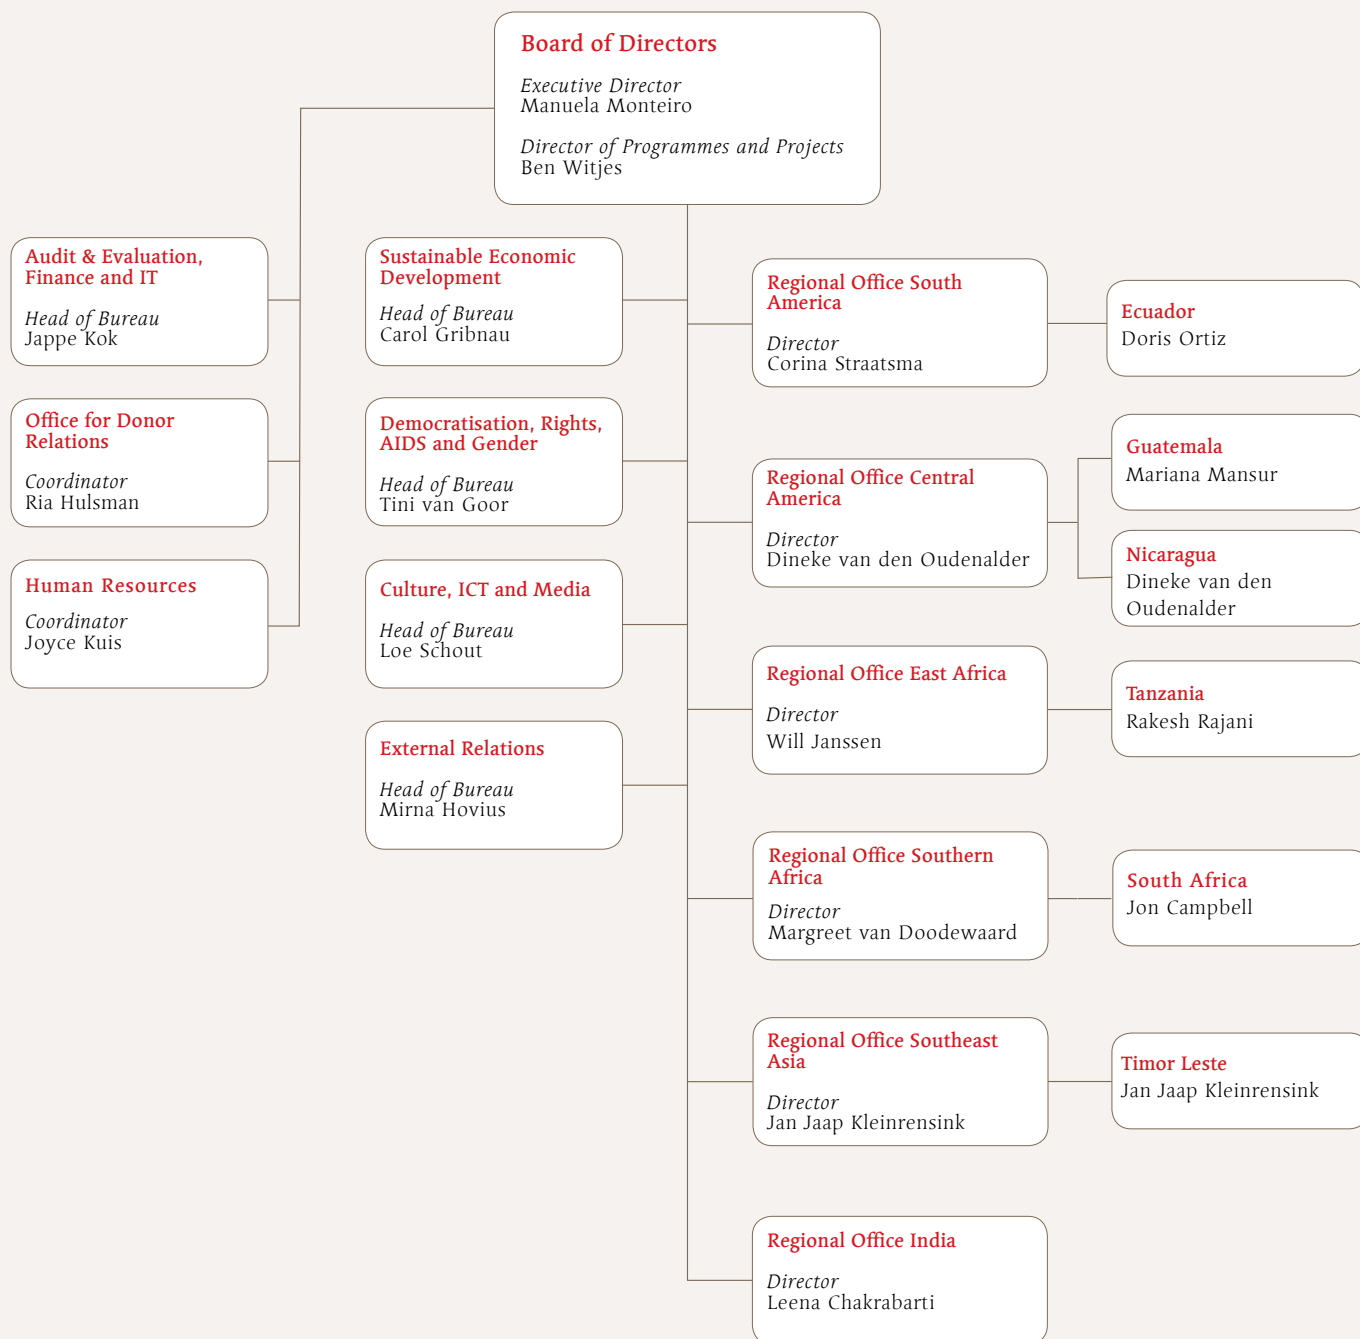 Board of Directors
Executive Director
Manuela Monteiro
Director of Programmes and Projects
Ben Witjes
Audit & Evaluation,
Finance and IT
Head of Bureau
Jappe Kok
Office for Donor
Relations
Coordinator
Ria Hulsman
Human Resources
Coordinator
Joyce Kuis
Sustainable Economic
Development
Head of Bureau
Carol Gribnau
Democratisation, Rights,
AIDS and Gender
Head of Bureau
Tini van Goor
Culture, ICT and Media
Head of Bureau
Loe Schout
External Relations
Head of Bureau
Mirna Hovius
Regional Office South
America
Director
Corina Straatsma
Regional Office Central
America
Director
Dineke van den Oudenalder
Regional Office East Africa
Director
Will Janssen
Regional Office Southern
Africa
Director
Margreet van Doodewaard
Regional Office Southeast
Asia
Director
Jan Jaap Kleinrensink
Regional Office India
Director
Leena Chakrabarti
Ecuador
Doris Ortiz
Guatemala
Mariana Mansur
Nicaragua
Dineke van den
Oudenalder
Tanzania
Rakesh Rajani
South Africa
Jon Campbell
Timor Leste
Jan Jaap Kleinrensink